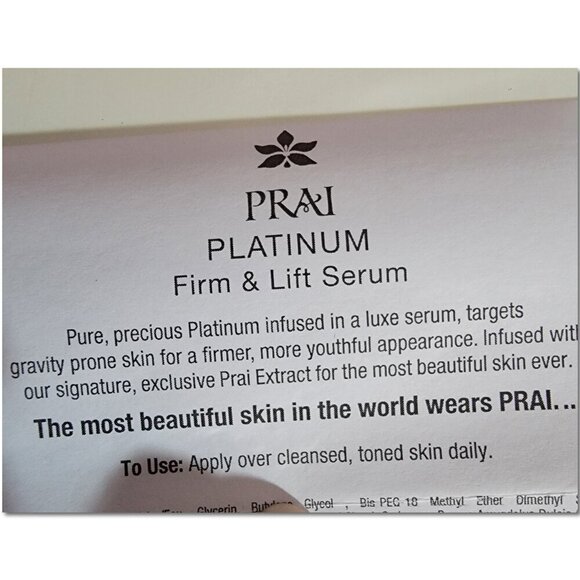 PRAI
PLATINUM
Firm & Lift Serum
Pure, precious Platinum infused in a luxe serum, targets
gravity prone skin for a firmer, more youthful appearance. Infused with
our signature, exclusive Prai Extract for the most beautiful skin ever.
The most beautiful skin in the world wears PRAI...
To Use: Apply over cleansed, toned skin daily.
Glycerin Glycol , Bis PEG 18 Methyl Ether Dimethyl